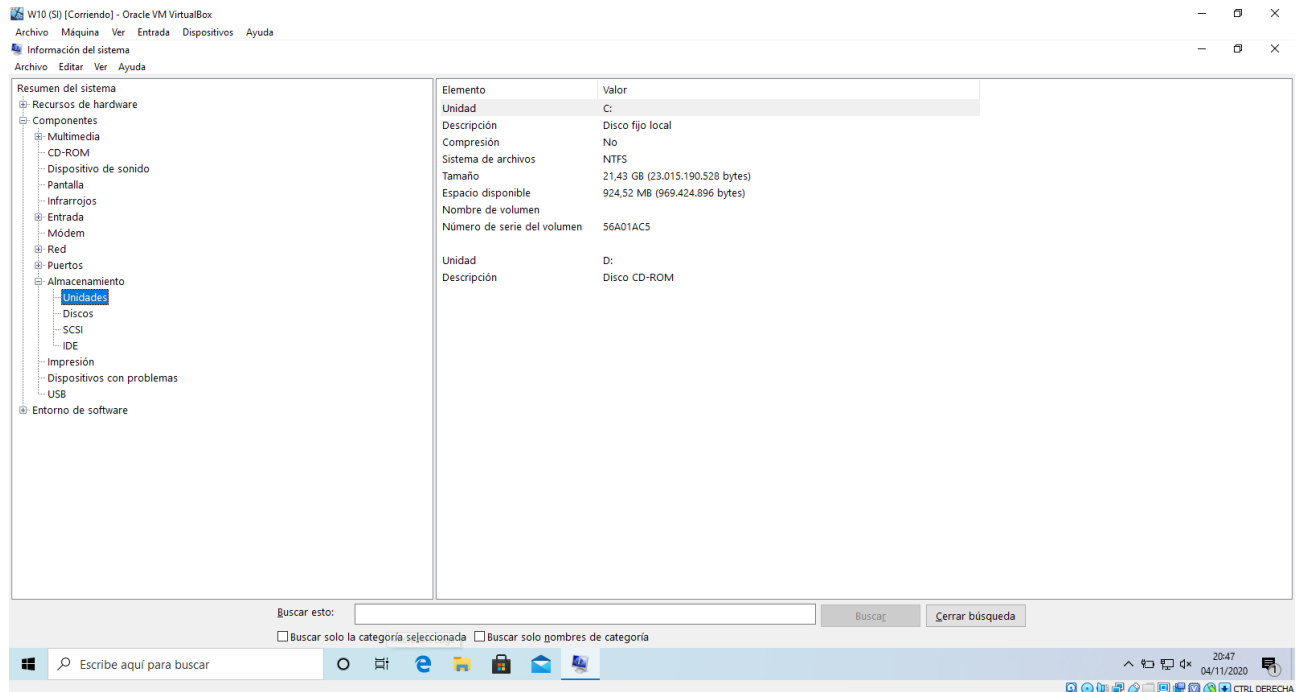 W10 (SI) [Corriendo] - Oracle VM VirtualBox
Archivo Máquina Ver Entrada Dispositivos Ayuda
Información del sistema
Archivo Editar Ver Ayuda
Resumen del sistema
Recursos de hardware
Componentes
Multimedia
CD-ROM
Dispositivo de sonido
Pantalla
Infrarrojos
Entrada
Módem
Red
Puertos
Almacenamiento
Unidades
Discos
SCSI
IDE
Impresión
Dispositivos con problemas
USB
Entorno de software
Elemento Valor
Unidad C:
Descripción Disco fijo local
Compresión No
Sistema de archivos NTFS
Tamaño 21,43 GB (23.015.190.528 bytes)
Espacio disponible 924,52 MB (969.424.896 bytes)
Nombre de volumen
Número de serie del volumen 56A01AC5
Unidad D:
Descripción Disco CD-ROM
Buscar esto: Buscar Cerrar búsqueda
Buscar solo la categoría seleccionada Buscar solo nombres de categoría
Escribe aquí para buscar
20:47
04/11/2020
1
CTRL DERECHA